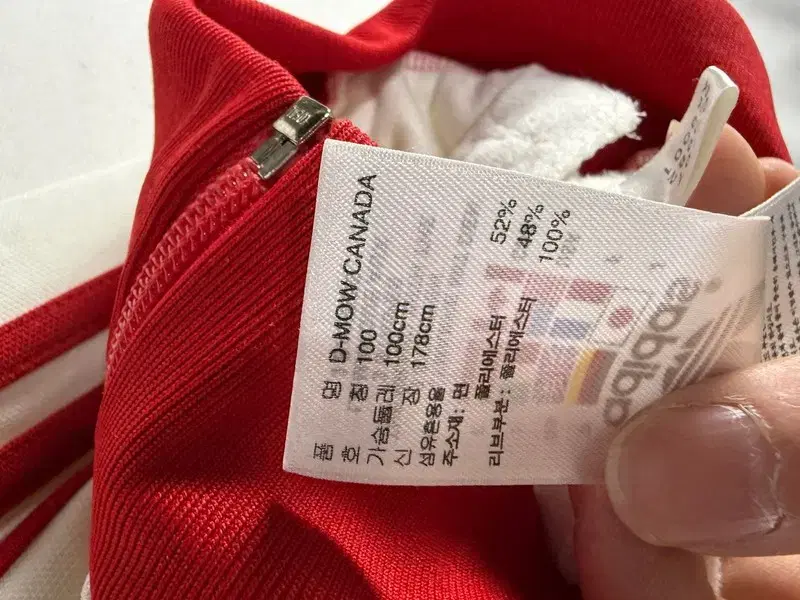 품 명 D-MOW CANADA
호 칭 100
가슴둘레 100cm
신 장 178cm
섬유혼용율
주소재: 면 52%
폴리에스터 48%
리브부분 : 폴리에스터 100%
adidas